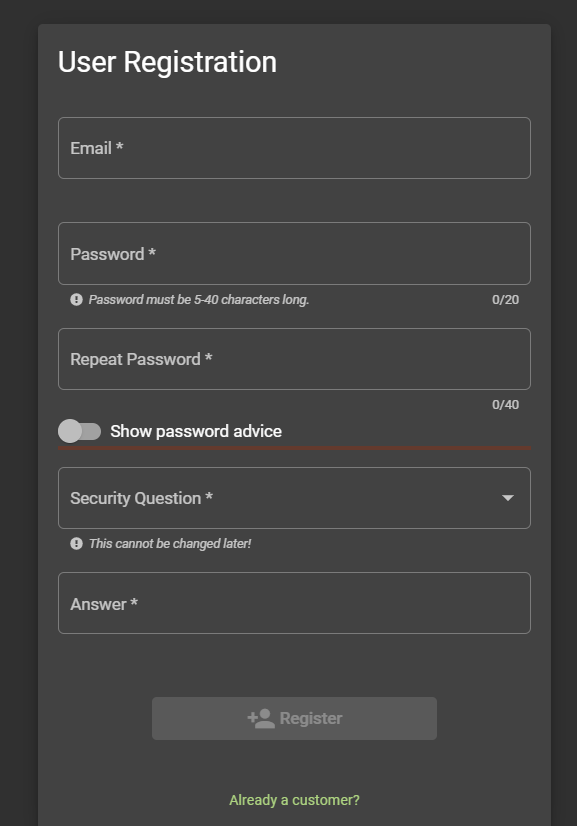 User Registration
Email *
Password *
Password must be 5-40 characters long. 0/20
Repeat Password *
0/40
Show password advice
Security Question *
This cannot be changed later!
Answer *
Register
Already a customer?